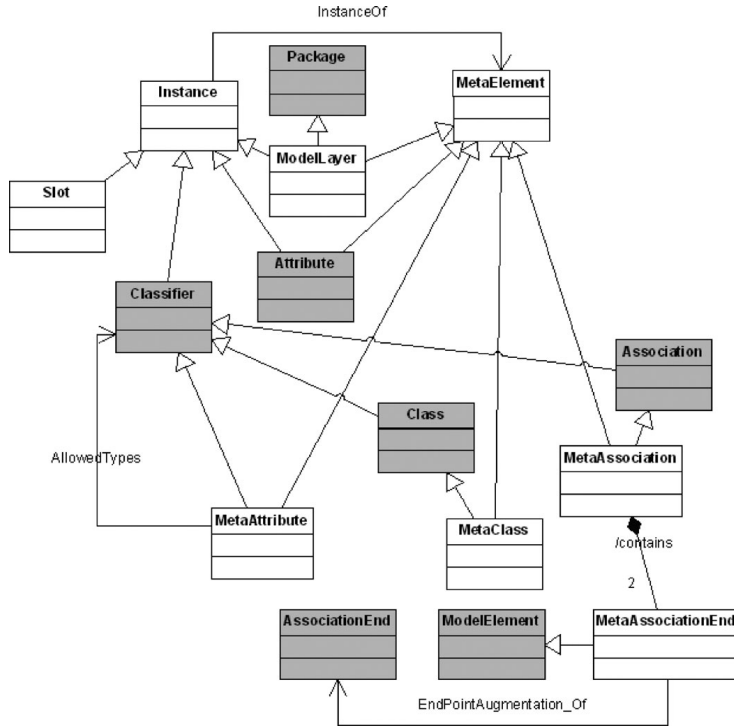 InstanceOf
Package
MetaElement
Instance
ModelLayer
Slot
Attribute
Classifier
Association
Class
AllowedTypes
MetaAssociation
MetaAttribute
MetaClass
/contains
2
AssociationEnd
ModelElement
MetaAssociationEnd
EndPointAugmentation_Of